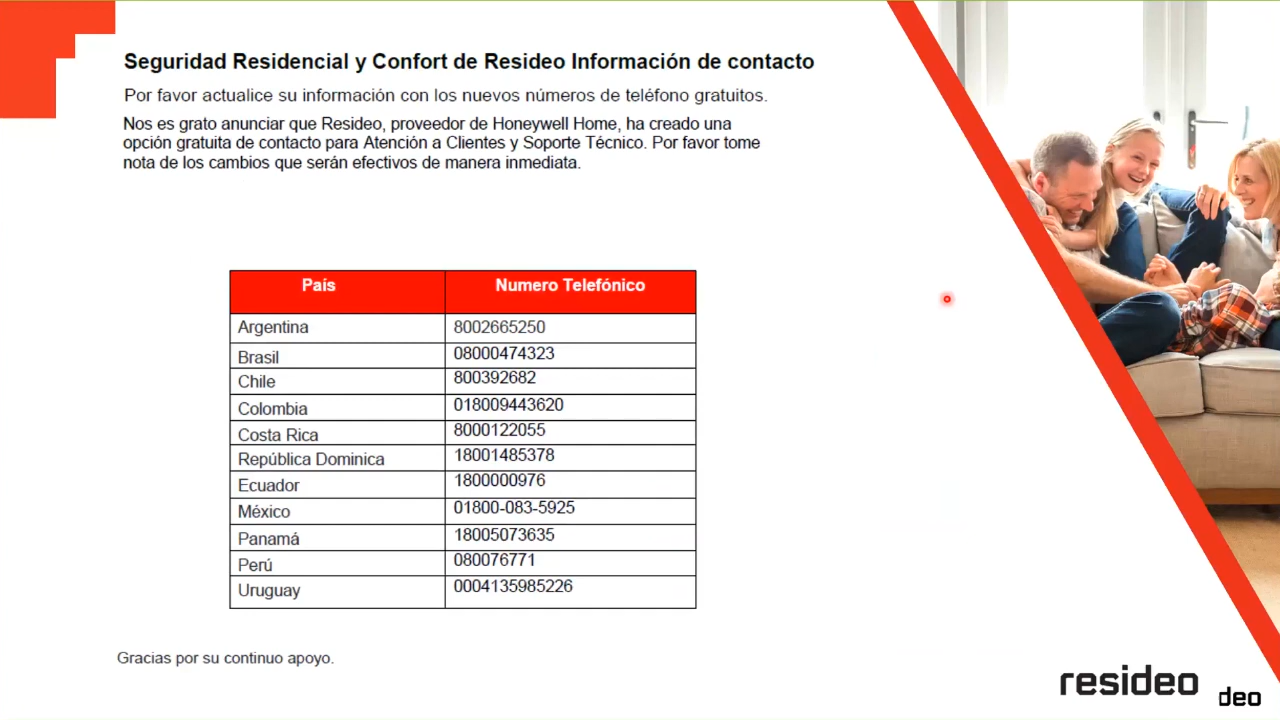 Seguridad Residencial y Confort de Resideo Información de contacto
Por favor actualice su información con los nuevos números de teléfono gratuitos.
Nos es grato anunciar que Resideo, proveedor de Honeywell Home, ha creado una
opción gratuita de contacto para Atención a Clientes y Soporte Técnico. Por favor tome
nota de los cambios que serán efectivos de manera inmediata.
País Numero Telefónico
Argentina 8002665250
Brasil 08000474323
Chile 800392682
Colombia 018009443620
Costa Rica 8000122055
República Dominica 18001485378
Ecuador 1800000976
México 01800-083-5925
Panamá 18005073635
Perú 080076771
Uruguay 0004135985226
Gracias por su continuo apoyo.
resideo
deo